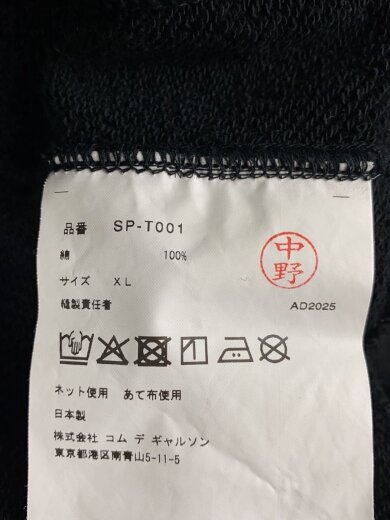 品番 SP-T001
綿 100%
サイズ XL
縫製責任者
中野
AD2025
ネット使用 あて布使用
日本製
株式会社 コム デ ギャルソン
東京都港区南青山5-11-5